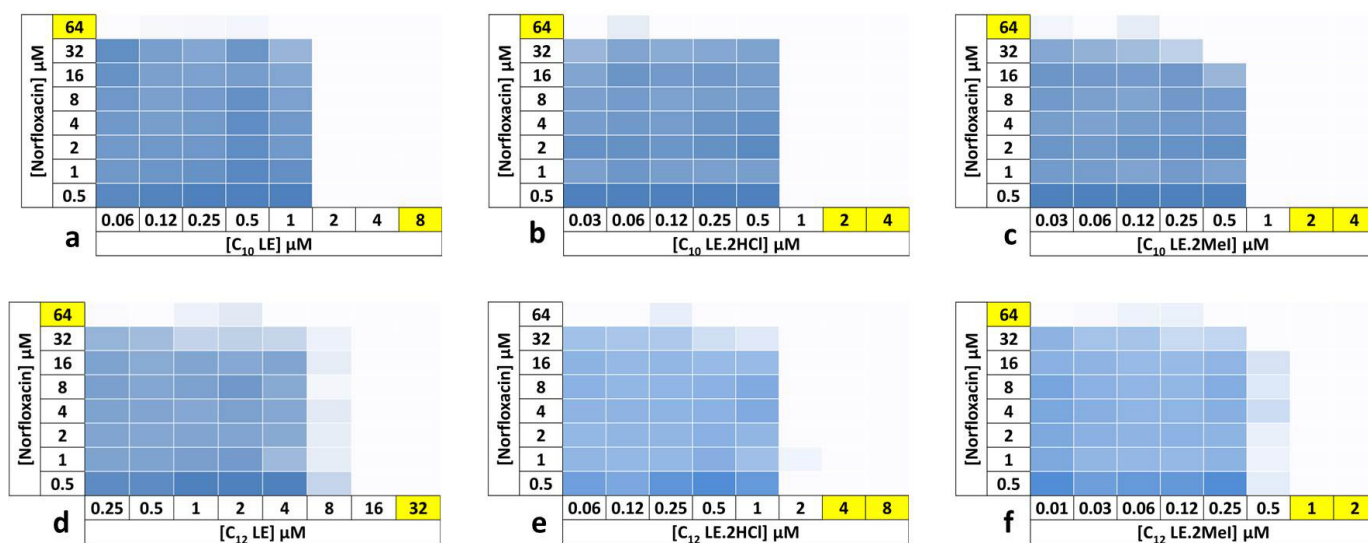 [Norfloxacin] µM
64
32
16
8
4
2
1
0.5
0.06 0.12 0.25 0.5 1 2 4 8
a
[C10 LE] µM
[Norfloxacin] µM
64
32
16
8
4
2
1
0.5
0.03 0.06 0.12 0.25 0.5 1 2 4
b
[C10 LE.2HCl] µM
[Norfloxacin] µM
64
32
16
8
4
2
1
0.5
0.03 0.06 0.12 0.25 0.5 1 2 4
c
[C10 LE.2MeI] µM
[Norfloxacin] µM
64
32
16
8
4
2
1
0.5
0.25 0.5 1 2 4 8 16 32
d
[C12 LE] µM
[Norfloxacin] µM
64
32
16
8
4
2
1
0.5
0.06 0.12 0.25 0.5 1 2 4 8
e
[C12 LE.2HCl] µM
[Norfloxacin] µM
64
32
16
8
4
2
1
0.5
0.01 0.03 0.06 0.12 0.25 0.5 1 2
f
[C12 LE.2MeI] µM